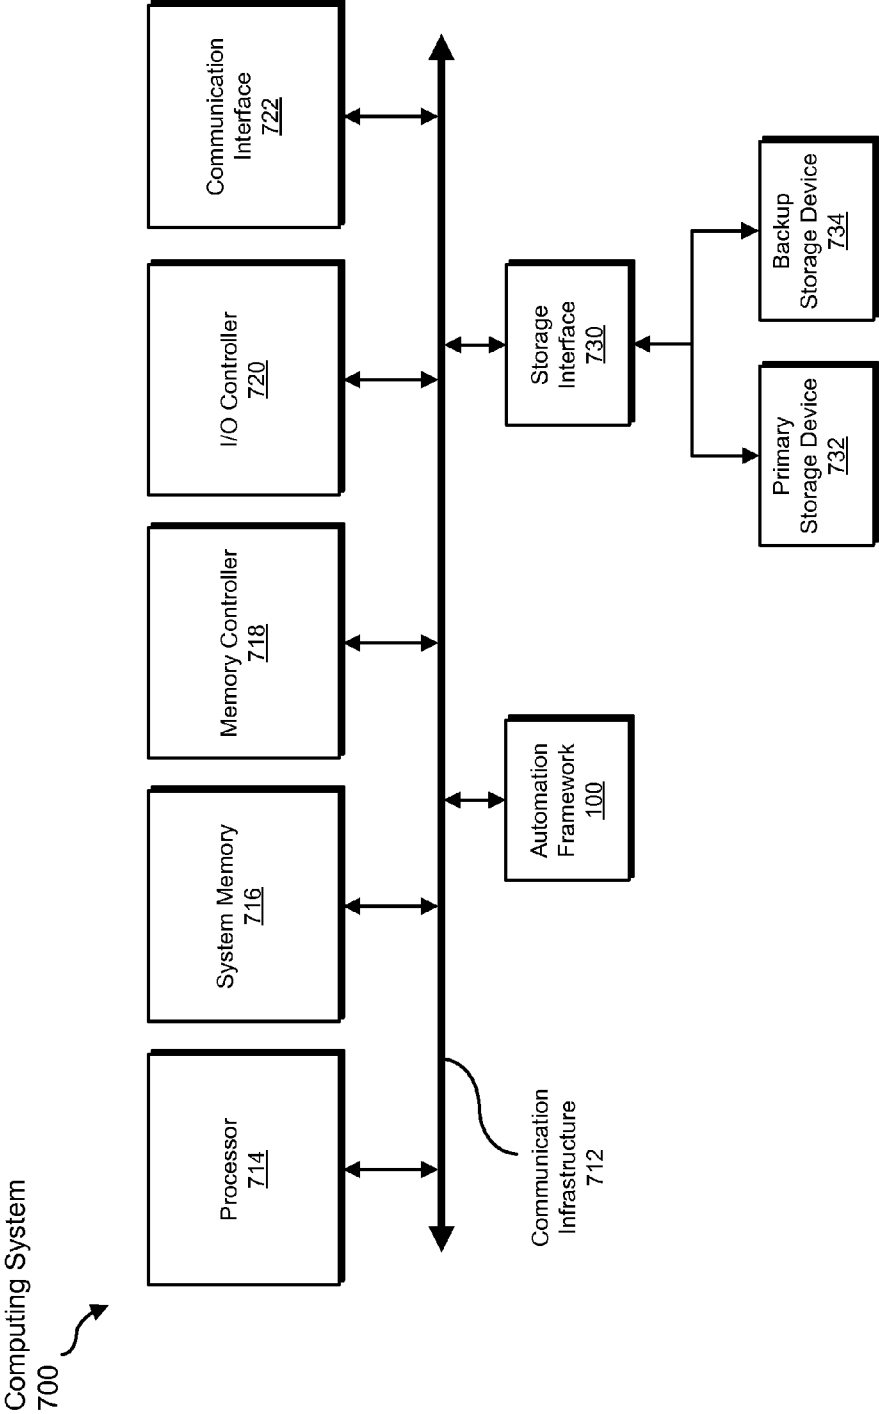 Computing System
700
Processor
714
System Memory
716
Memory Controller
718
I/O Controller
720
Communication
Interface
722
Communication
Infrastructure
712
Automation
Framework
100
Storage
Interface
730
Primary
Storage Device
732
Backup
Storage Device
734